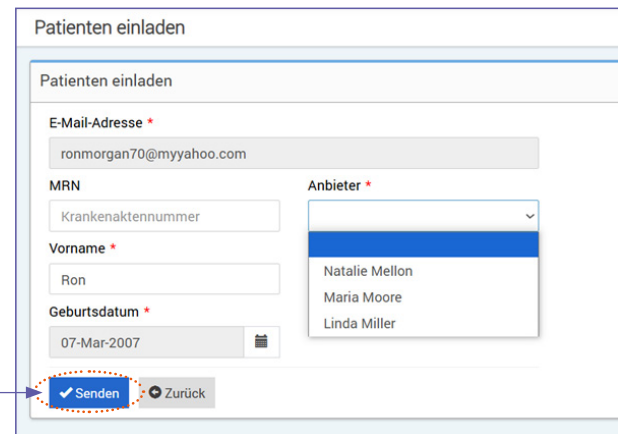 Patienten einladen
Patienten einladen
E-Mail-Adresse *
ronmorgan70@myyahoo.com
MRN
Krankenaktennummer
Anbieter *
Natalie Mellon
Maria Moore
Linda Miller
Vorname *
Ron
Geburtsdatum *
07-Mar-2007
Senden
Zurück